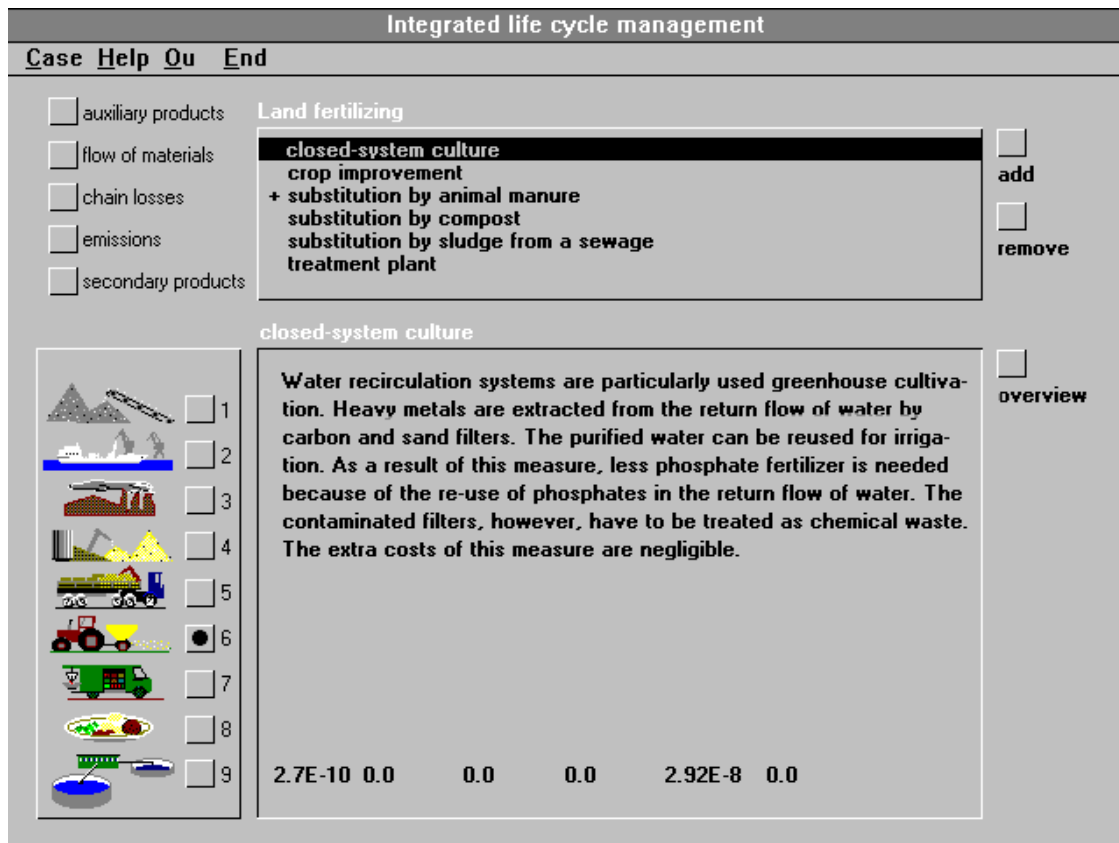 Integrated life cycle management
Case Help Ou End
auxiliary products
flow of materials
chain losses
emissions
secondary products
Land fertilizing
closed-system culture
crop improvement
+ substitution by animal manure
substitution by compost
substitution by sludge from a sewage
treatment plant
add
remove
closed-system culture
Water recirculation systems are particularly used greenhouse cultiva-
tion. Heavy metals are extracted from the return flow of water by
carbon and sand filters. The purified water can be reused for irriga-
tion. As a result of this measure, less phosphate fertilizer is needed
because of the re-use of phosphates in the return flow of water. The
contaminated filters, however, have to be treated as chemical waste.
The extra costs of this measure are negligible.
overview
1
2
3
4
5
6
7
8
9
2.7E-10 0.0 0.0 0.0 2.92E-8 0.0